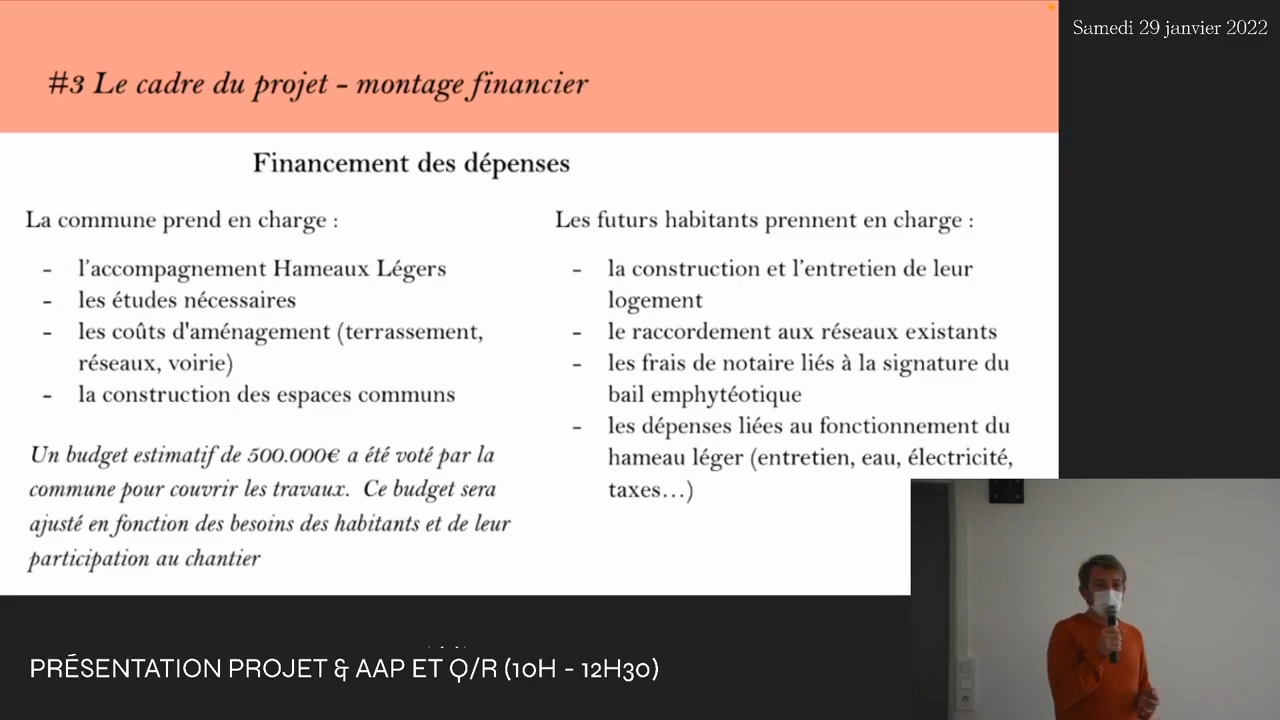 Samedi 29 janvier 2022
#3 Le cadre du projet - montage financier
Financement des dépenses
La commune prend en charge :
- l'accompagnement Hameaux Légers
- les études nécessaires
- les coûts d'aménagement (terrassement,
réseaux, voirie)
- la construction des espaces communs
Un budget estimatif de 500.000€ a été voté par la
commune pour couvrir les travaux. Ce budget sera
ajusté en fonction des besoins des habitants et de leur
participation au chantier
Les futurs habitants prennent en charge :
- la construction et l'entretien de leur
logement
- le raccordement aux réseaux existants
- les frais de notaire liés à la signature du
bail emphytéotique
- les dépenses liées au fonctionnement du
hameau léger (entretien, eau, électricité,
taxes…)
PRÉSENTATION PROJET & AAP ET Q/R (10H - 12H30)